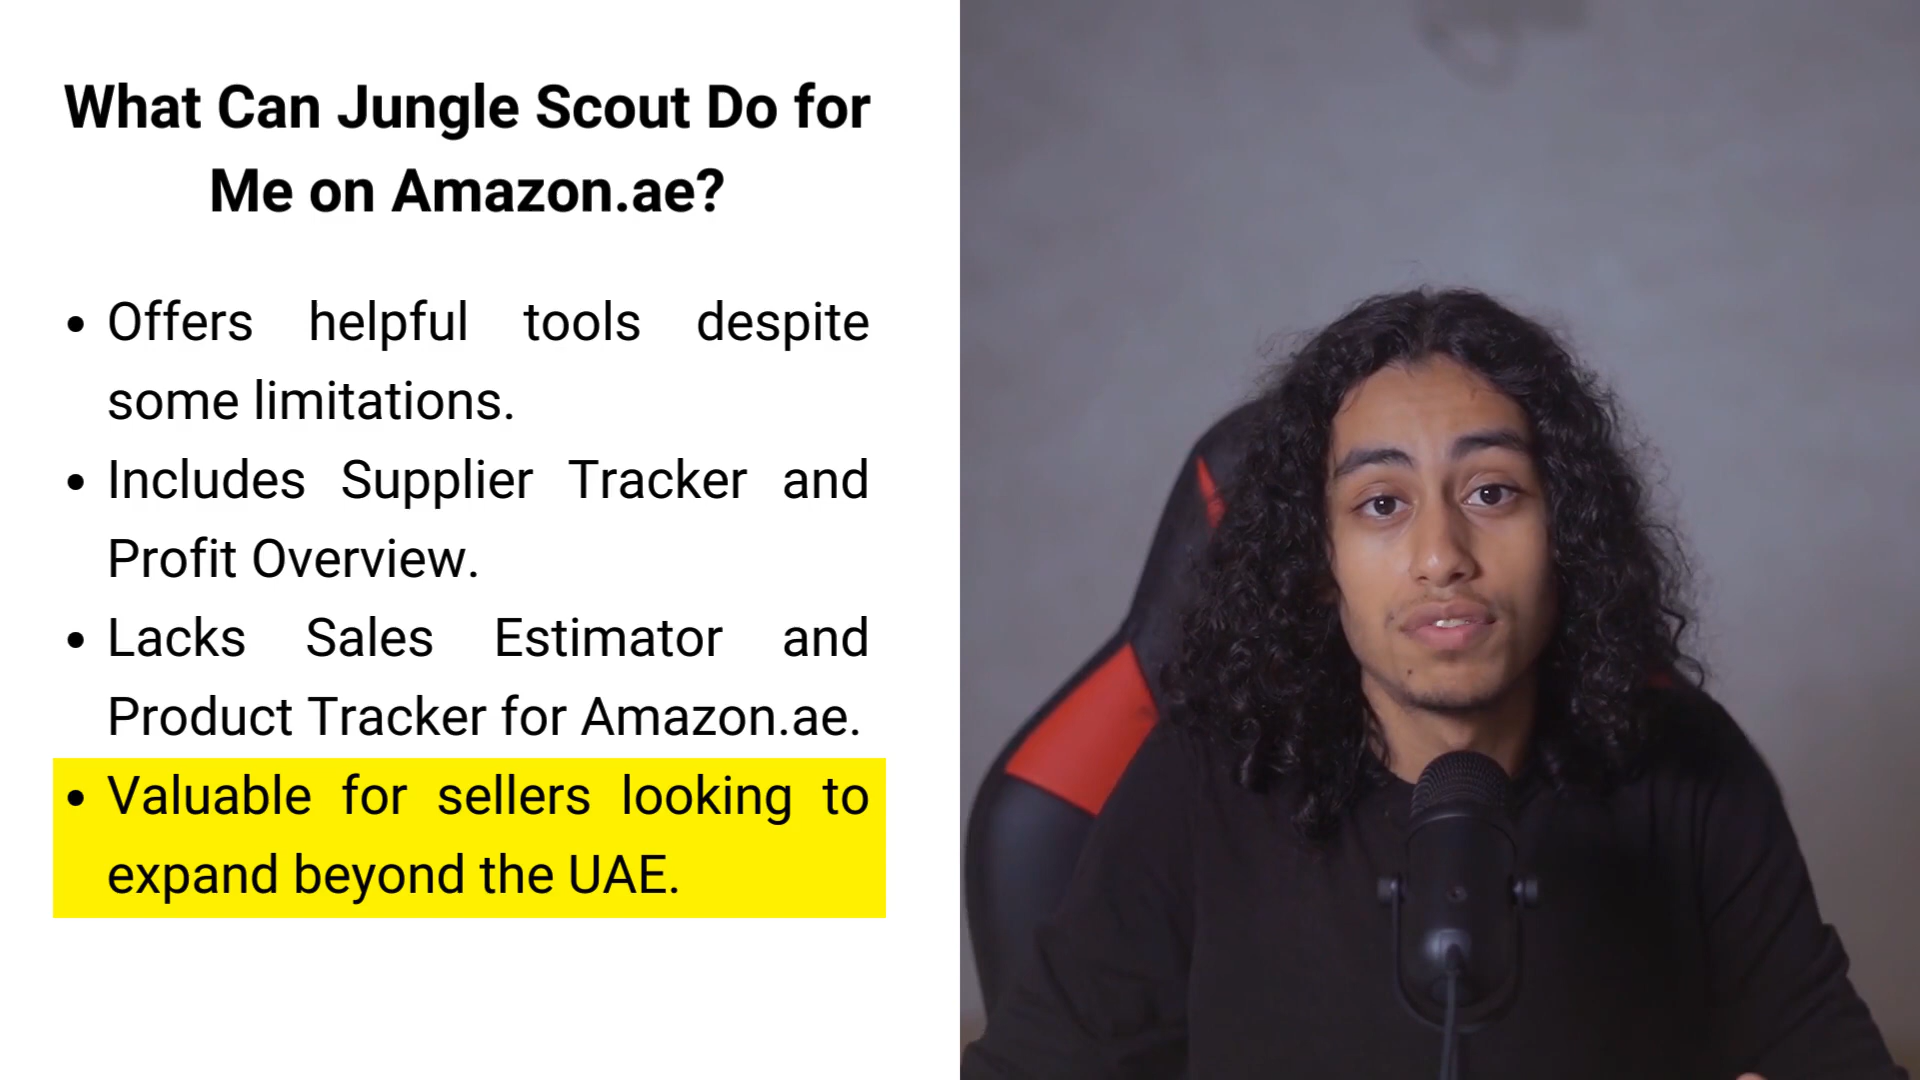 What Can Jungle Scout Do for
Me on Amazon.ae?
• Offers helpful tools despite
some limitations.
• Includes Supplier Tracker and
Profit Overview.
• Lacks Sales Estimator and
Product Tracker for Amazon.ae.
• Valuable for sellers looking to
expand beyond the UAE.